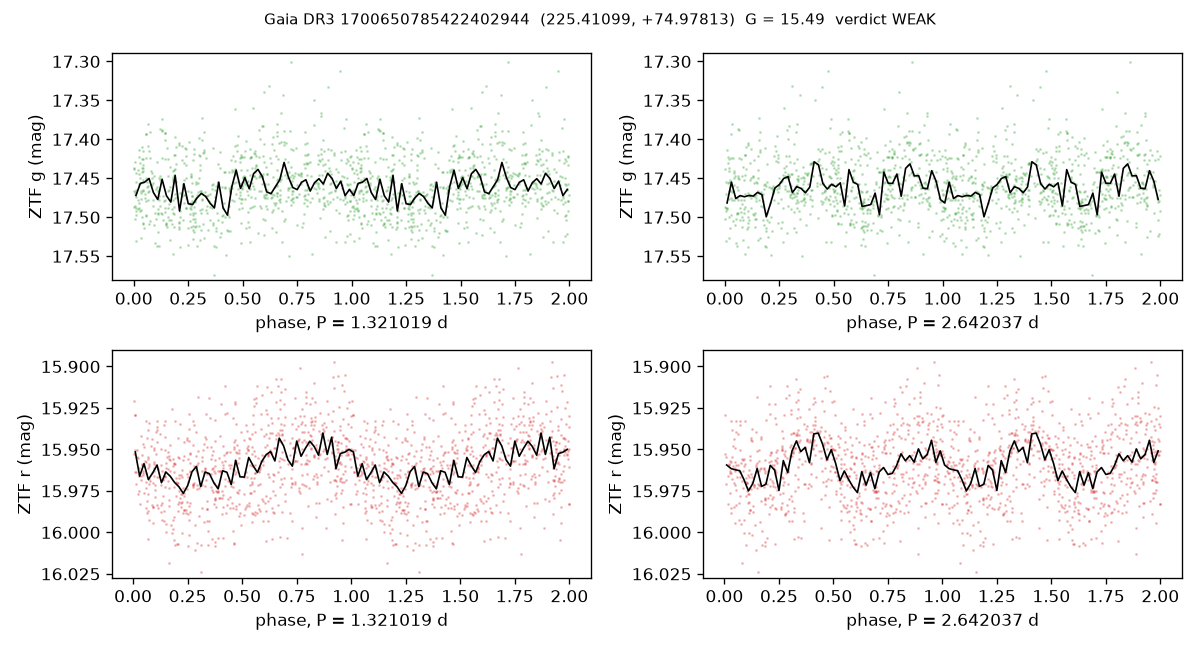 Gaia DR3 1700650785422402944 (225.41099, +74.97813) G = 15.49 verdict WEAK
17.30
17.35
17.40
17.45
17.50
17.55
ZTF g (mag)
0.00 0.25 0.50 0.75 1.00 1.25 1.50 1.75 2.00
phase, P = 1.321019 d
17.30
17.35
17.40
17.45
17.50
17.55
ZTF g (mag)
0.00 0.25 0.50 0.75 1.00 1.25 1.50 1.75 2.00
phase, P = 2.642037 d
15.900
15.925
15.950
15.975
16.000
16.025
ZTF r (mag)
0.00 0.25 0.50 0.75 1.00 1.25 1.50 1.75 2.00
phase, P = 1.321019 d
15.900
15.925
15.950
15.975
16.000
16.025
ZTF r (mag)
0.00 0.25 0.50 0.75 1.00 1.25 1.50 1.75 2.00
phase, P = 2.642037 d